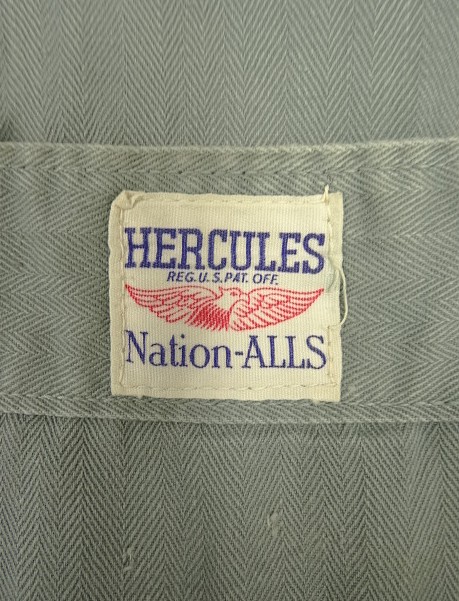 HERCULES
REG. U.S. PAT. OFF.
Nation-ALLS